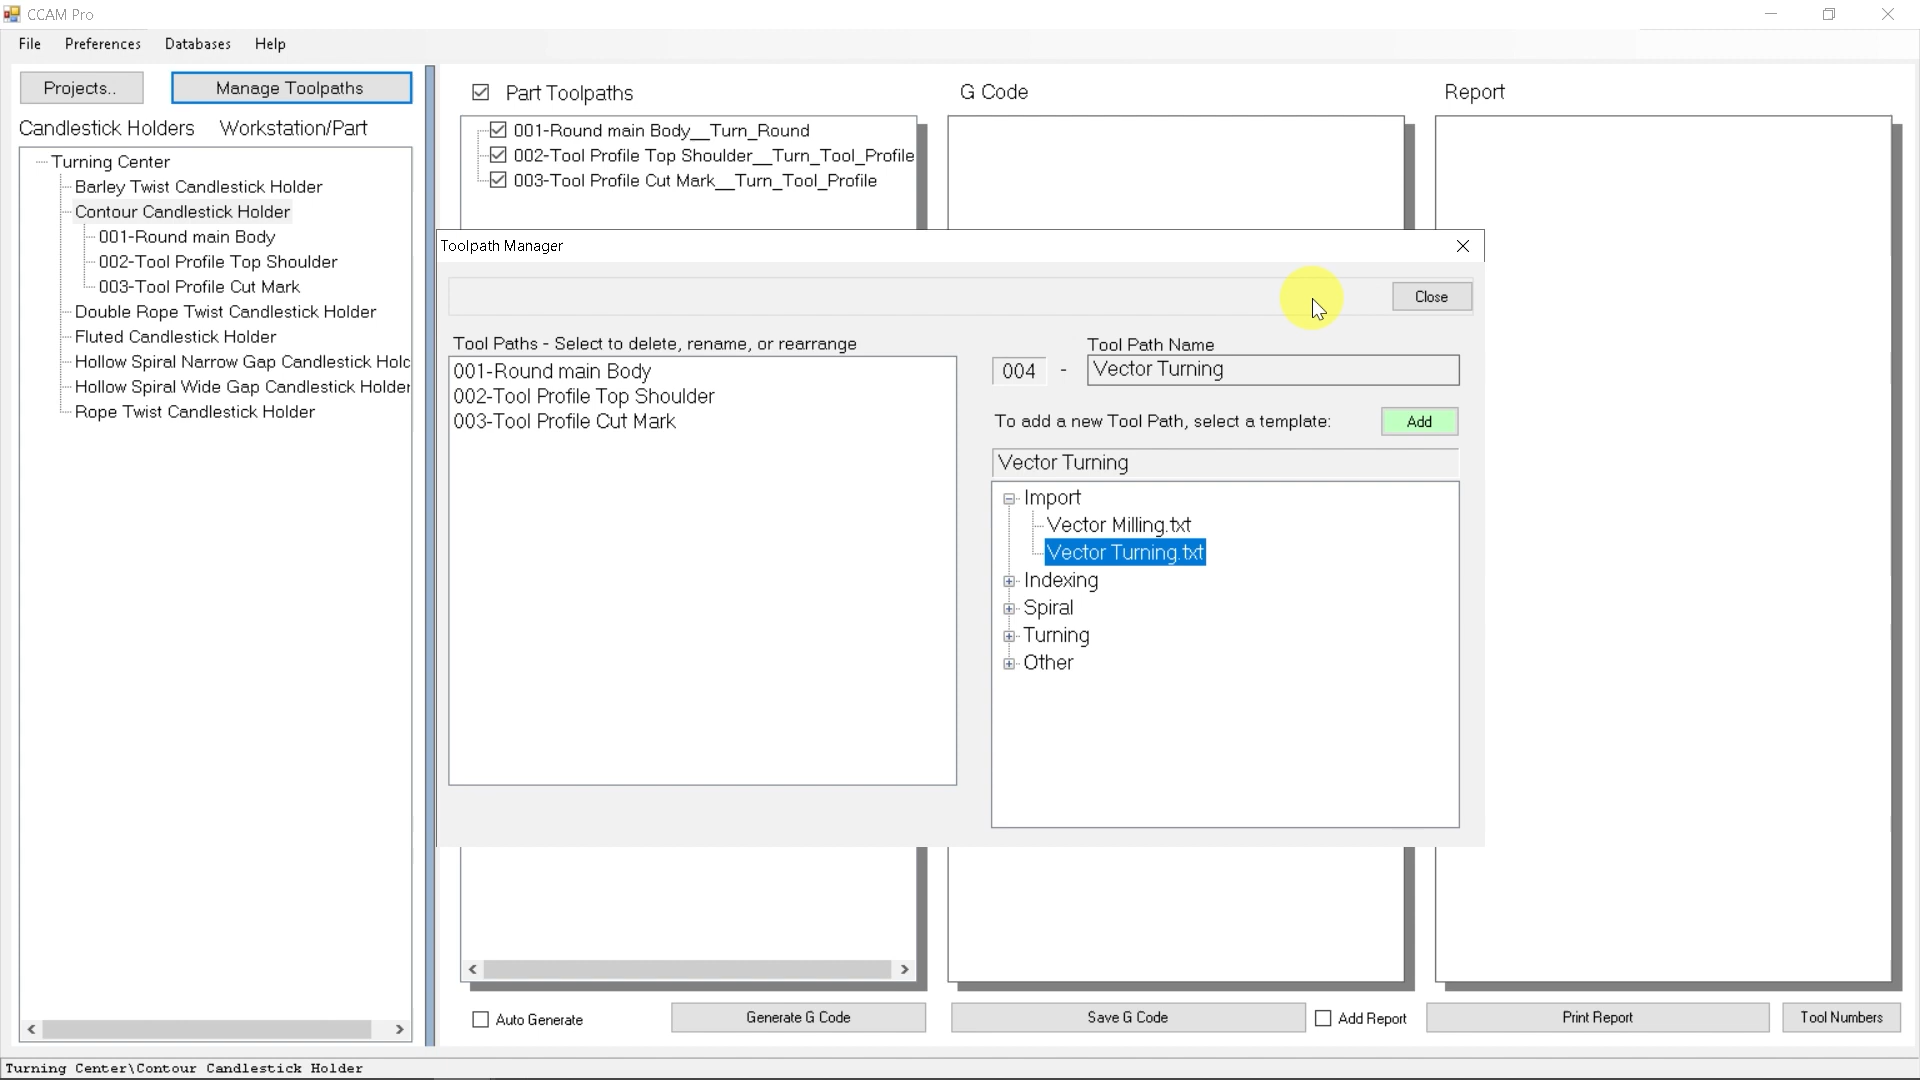 CCAM Pro
File Preferences Databases Help
Projects.. Manage Toolpaths
Candlestick Holders Workstation/Part
Turning Center
Barley Twist Candlestick Holder
Contour Candlestick Holder
001-Round main Body
002-Tool Profile Top Shoulder
003-Tool Profile Cut Mark
Double Rope Twist Candlestick Holder
Fluted Candlestick Holder
Hollow Spiral Narrow Gap Candlestick Holc
Hollow Spiral Wide Gap Candlestick Holder
Rope Twist Candlestick Holder
Part Toolpaths
001-Round main Body__Turn_Round
002-Tool Profile Top Shoulder__Turn_Tool_Profile
003-Tool Profile Cut Mark__Turn_Tool_Profile
G Code
Report
Toolpath Manager
Close
Tool Paths - Select to delete, rename, or rearrange
001-Round main Body
002-Tool Profile Top Shoulder
003-Tool Profile Cut Mark
Tool Path Name
004 - Vector Turning
To add a new Tool Path, select a template: Add
Vector Turning
Import
Vector Milling.txt
Vector Turning.txt
Indexing
Spiral
Turning
Other
Auto Generate Generate G Code Save G Code Add Report Print Report Tool Numbers
Turning Center\Contour Candlestick Holder